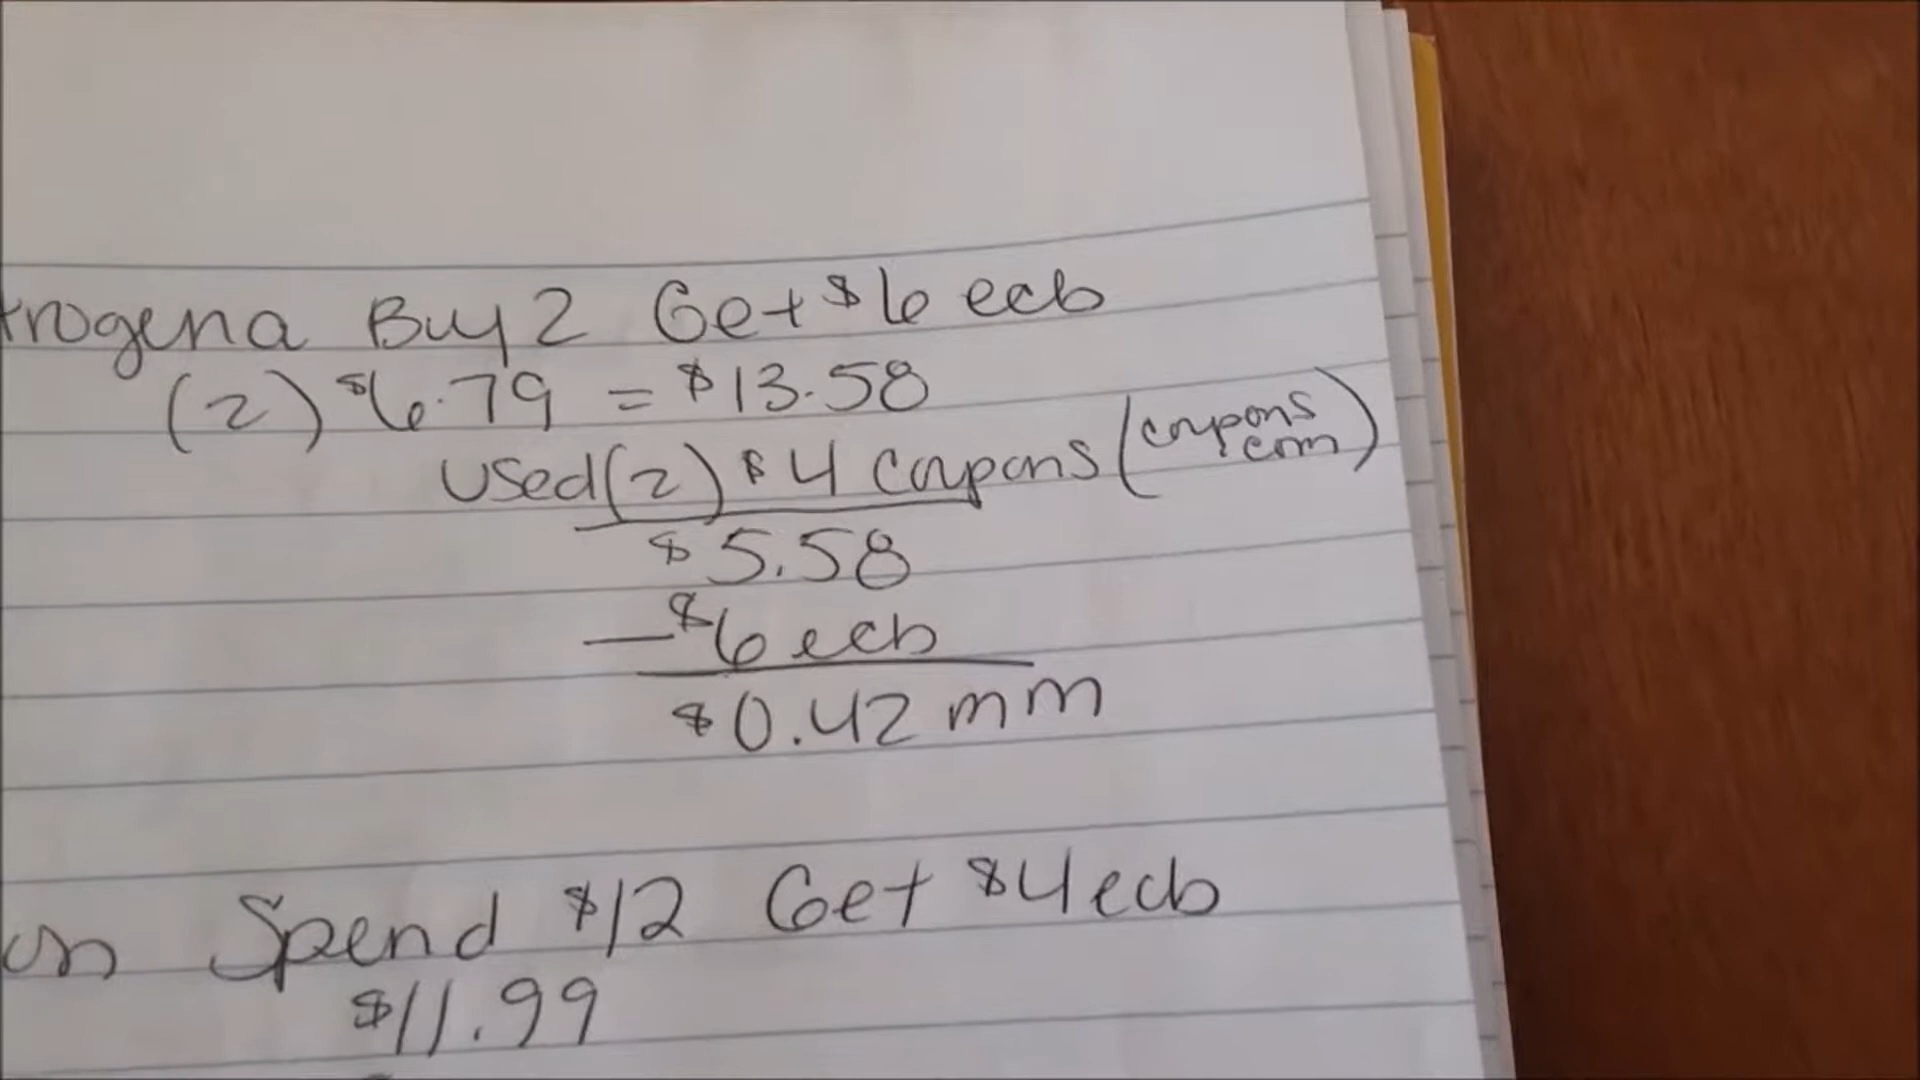 trogena Buy 2 Get $6 ecb
(2) $6.79 = $13.58
used (2) $4 coupons (coupons.com)
$5.58
- $6 ecb
$0.42 mm
Spend $12 Get $4 ecb
$11.99